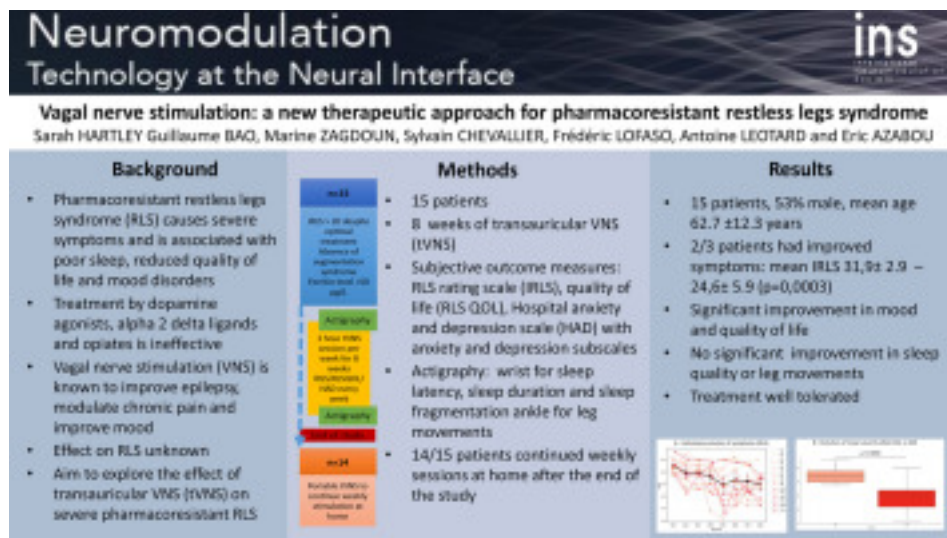 Neuromodulation
Technology at the Neural Interface
ins
Vagal nerve stimulation: a new therapeutic approach for pharmacoresistant restless legs syndrome
Sarah HARTLEY Guillaume BAO, Marine ZAGDOUN, Sylvain CHEVALLIER, Frédéric LOFASO, Antoine LEOTARD and Eric AZABOU
Background
• Pharmacoresistant restless legs
syndrome (RLS) causes severe
symptoms and is associated with
poor sleep, reduced quality of
life and mood disorders
• Treatment by dopamine
agonists, alpha 2 delta ligands
and opiates is ineffective
• Vagal nerve stimulation (VNS) is
known to improve epilepsy,
modulate chronic pain and
improve mood
• Effect on RLS unknown
• Aim to explore the effect of
transauricular VNS (tVNS) on
severe pharmacoresistant RLS
Actigraphy
Actigraphy
n=14
continue weekly
stimulation at
home
Methods
• 15 patients
• 8 weeks of transauricular VNS
(tVNS)
• Subjective outcome measures:
RLS rating scale (IRLS), quality of
life (RLS QOL), Hospital anxiety
and depression scale (HAD) with
anxiety and depression subscales
• Actigraphy: wrist for sleep
latency, sleep duration and sleep
fragmentation ankle for leg
movements
• 14/15 patients continued weekly
sessions at home after the end of
the study
Results
• 15 patients, 53% male, mean age
62.7 ±12.3 years
• 2/3 patients had improved
symptoms: mean IRLS 31,9± 2.9 –
24,6± 5.9 (p=0,0003)
• Significant improvement in mood
and quality of life
• No significant improvement in sleep
quality or leg movements
• Treatment well tolerated